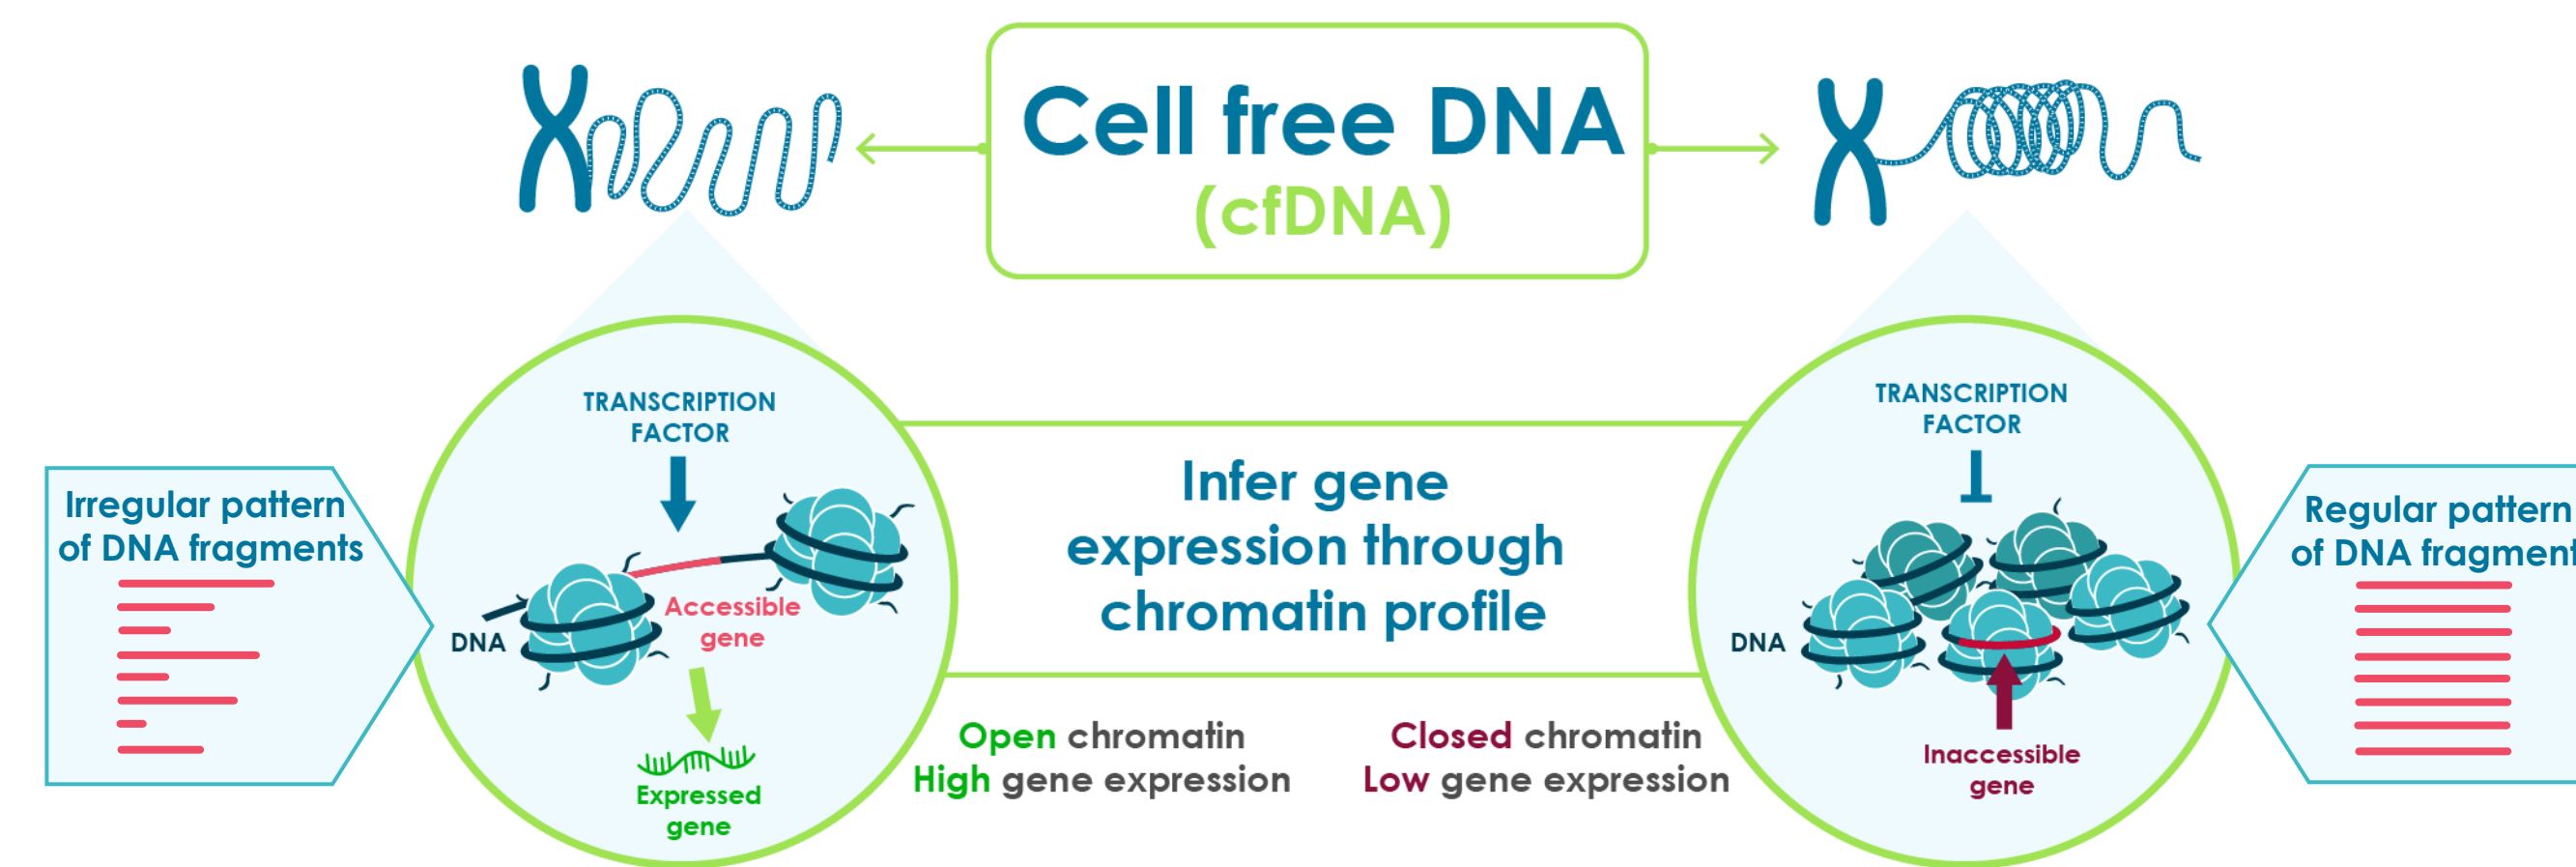 Cell free DNA
(cfDNA)
TRANSCRIPTION
FACTOR
Irregular pattern
of DNA fragments
DNA
Accessible
gene
Expressed
gene
Infer gene
expression through
chromatin profile
Open chromatin
High gene expression
Closed chromatin
Low gene expression
TRANSCRIPTION
FACTOR
DNA
Inaccessible
gene
Regular pattern
of DNA fragment